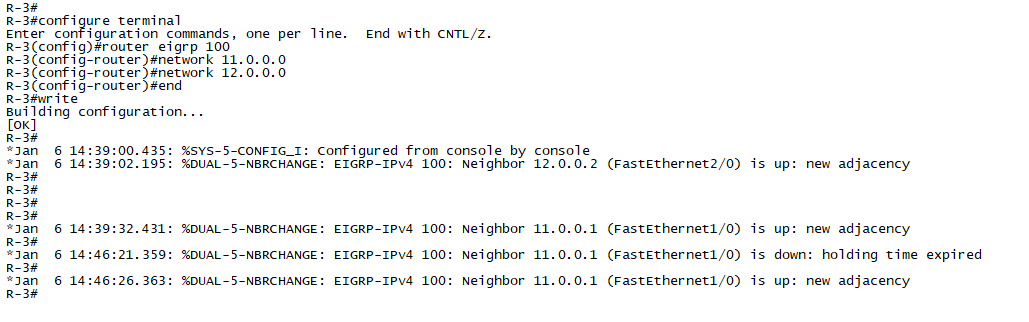 R-3#
R-3#configure terminal
Enter configuration commands, one per line.  End with CNTL/Z.
R-3(config)#router eigrp 100
R-3(config-router)#network 11.0.0.0
R-3(config-router)#network 12.0.0.0
R-3(config-router)#end
R-3#write
Building configuration...
[OK]
R-3#
*Jan  6 14:39:00.435: %SYS-5-CONFIG_I: Configured from console by console
*Jan  6 14:39:02.195: %DUAL-5-NBRCHANGE: EIGRP-IPv4 100: Neighbor 12.0.0.2 (FastEthernet2/0) is up: new adjacency
R-3#
R-3#
R-3#
R-3#
*Jan  6 14:39:32.431: %DUAL-5-NBRCHANGE: EIGRP-IPv4 100: Neighbor 11.0.0.1 (FastEthernet1/0) is up: new adjacency
R-3#
*Jan  6 14:46:21.359: %DUAL-5-NBRCHANGE: EIGRP-IPv4 100: Neighbor 11.0.0.1 (FastEthernet1/0) is down: holding time expired
R-3#
*Jan  6 14:46:26.363: %DUAL-5-NBRCHANGE: EIGRP-IPv4 100: Neighbor 11.0.0.1 (FastEthernet1/0) is up: new adjacency
R-3#